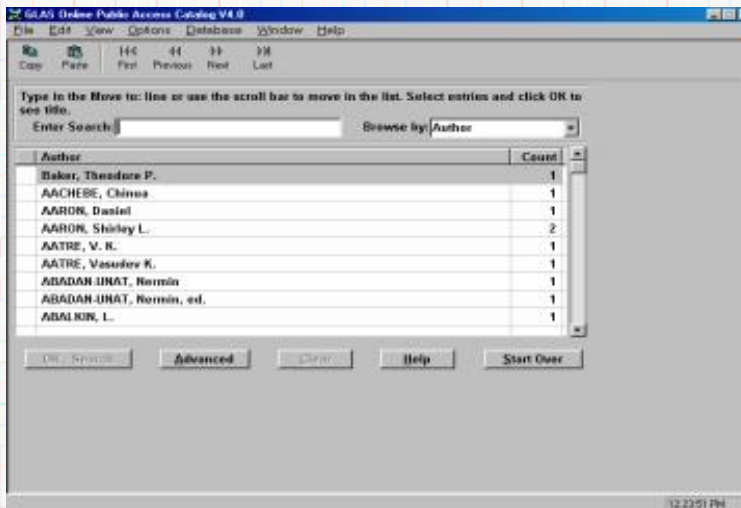 GLAS Online Public Access Catalog V4.0
File Edit View Options Database Window Help
Copy Paste First Previous Next Last
Type in the Move to: line or use the scroll bar to move in the list. Select entries and click OK to
see title.
Enter Search: Browse by: Author
Author Count
Baker, Theodore P. 1
AACHEBE, Chinua 1
AARON, Daniel 1
AARON, Shirley L. 2
AATRE, V. K. 1
AATRE, Vasudev K. 1
ABADAN-UNAT, Nermin 1
ABADAN-UNAT, Nermin, ed. 1
ABALKIN, L. 1
OK - Search Advanced Clear Help Start Over
12:23:51 PM